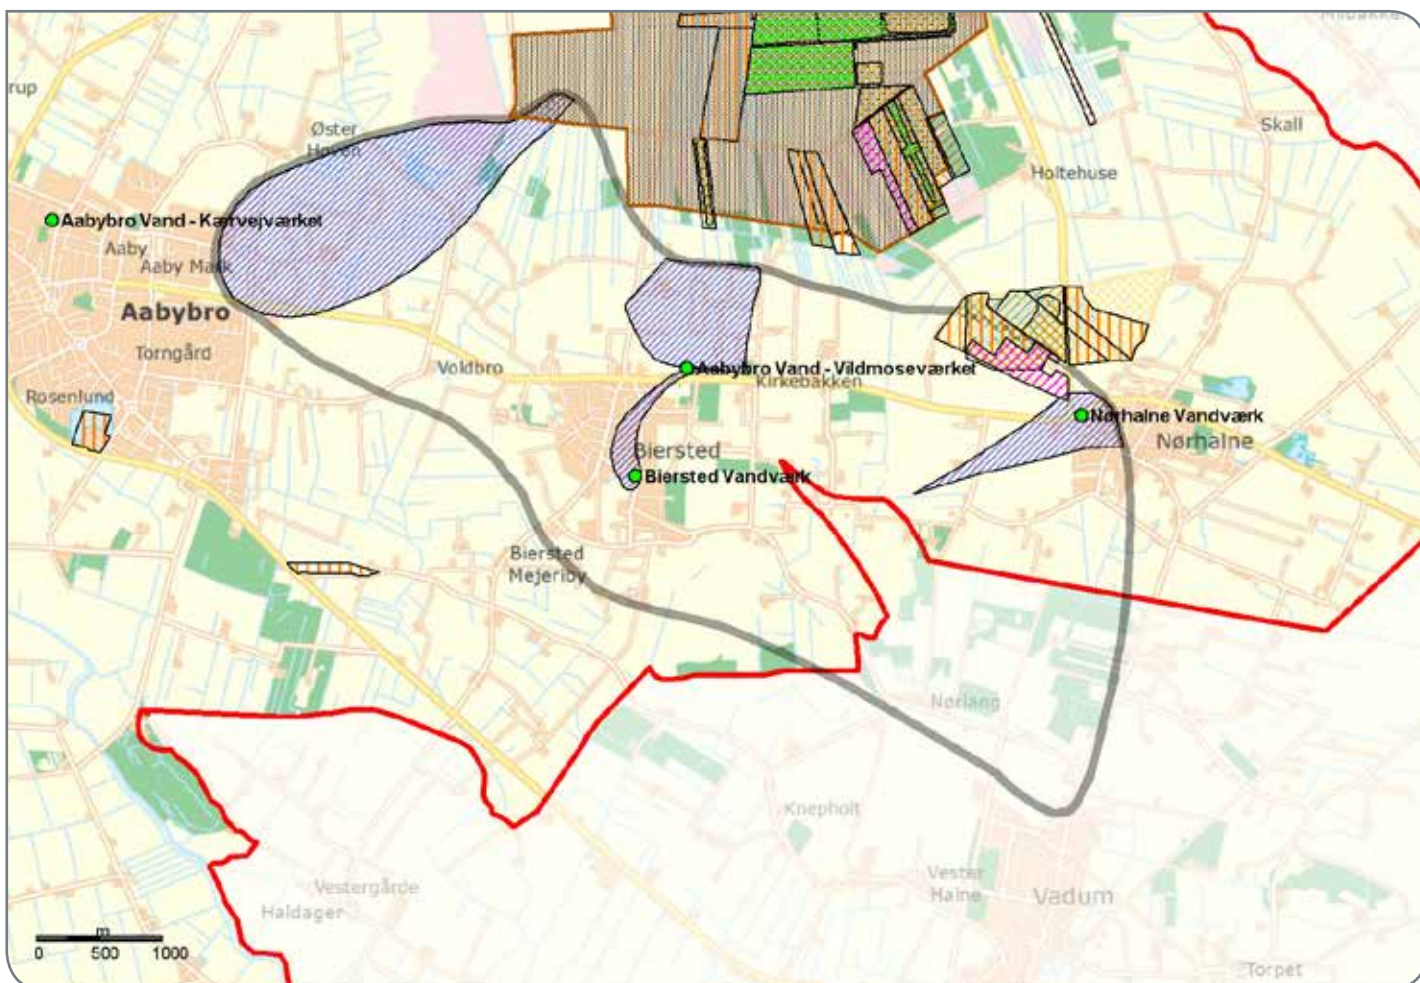 rup
Øster
Skall
Holtehuse
Aabybro Vand - Kærvejværket
Aaby
Aaby Mark
Aabybro
Torngård
Voldbro
Aabybro Vand - Vildmoseværket
Kirkebakken
Rosenlund
Nørhalne Vandværk
Nørhalne
Biersted
Biersted Vandværk
Biersted
Mejeriby
Nørlang
Knepholt
Vester
Halne
Vadum
Vestergårde
Haldager
m
0 500 1000
Torpet